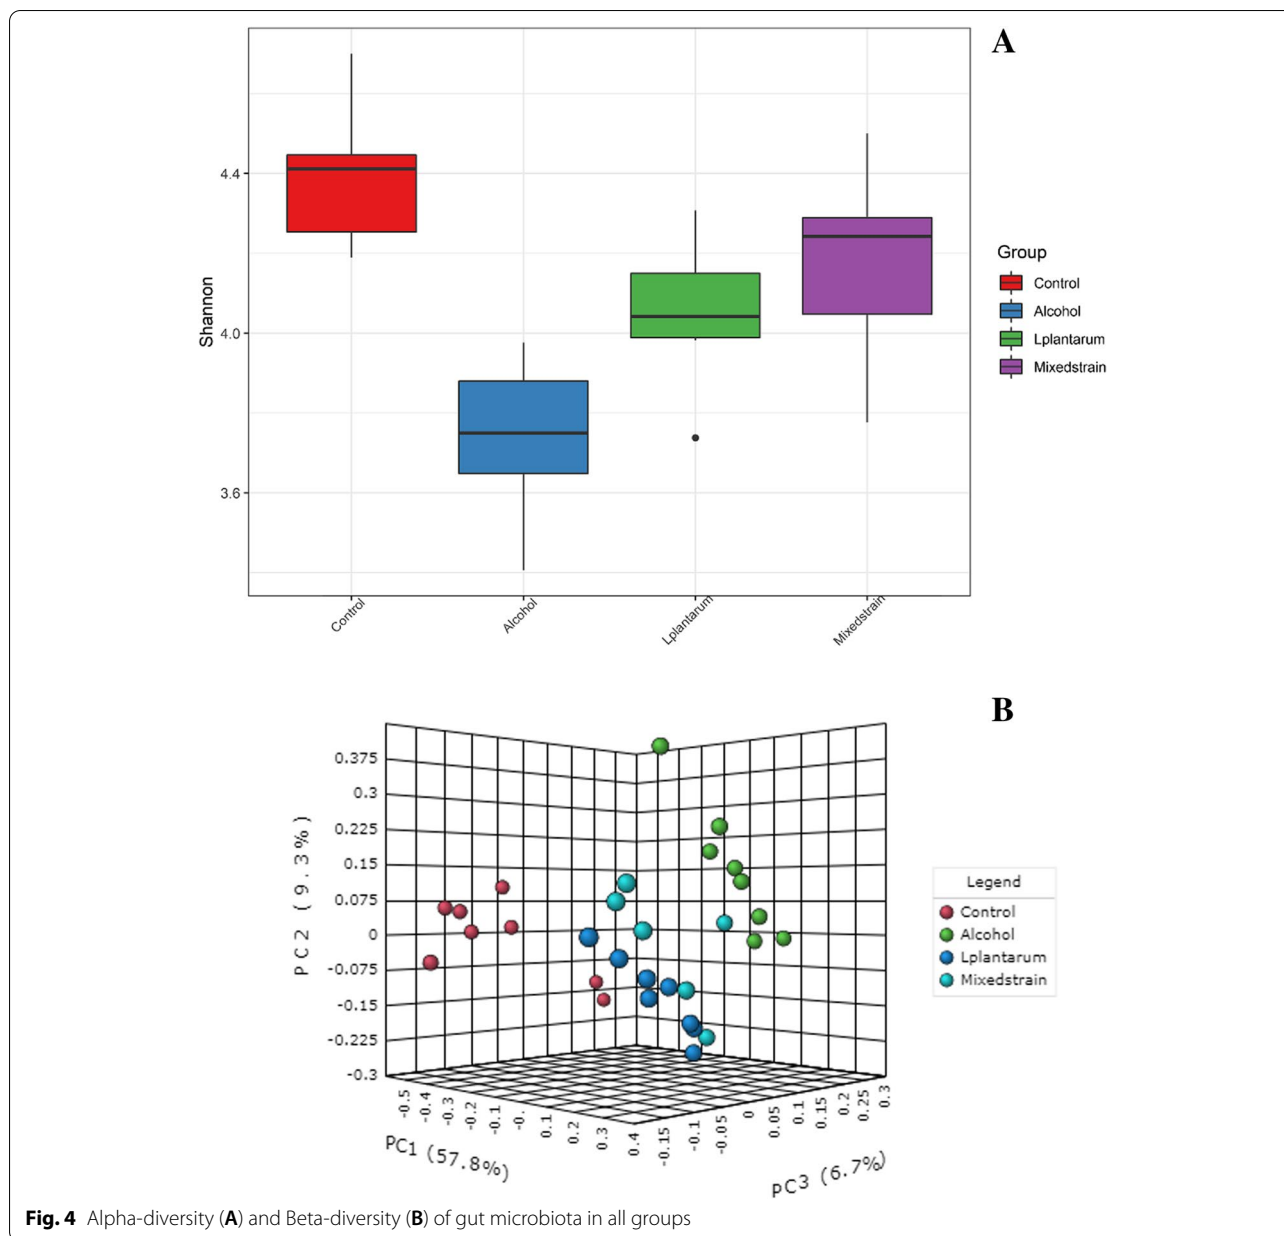 A
Shannon
4.4
4.0
3.6
Control
Alcohol
Lplantarum
Mixedstrain
Group
Control
Alcohol
Lplantarum
Mixedstrain
B
PC2 (9.3%)
0.375
0.3
0.225
0.15
0.075
0
-0.075
-0.15
-0.225
-0.3
-0.5
-0.4
-0.3
-0.2
-0.1
-0.
0.1
0.2
0.3
0.4
PC1 (57.8%)
-0.15
-0.1
-0.05
0
0.05
0.1
0.15
0.2
0.25
0.3
PC3 (6.7%)
Legend
Control
Alcohol
Lplantarum
Mixedstrain
Fig. 4 Alpha-diversity (A) and Beta-diversity (B) of gut microbiota in all groups